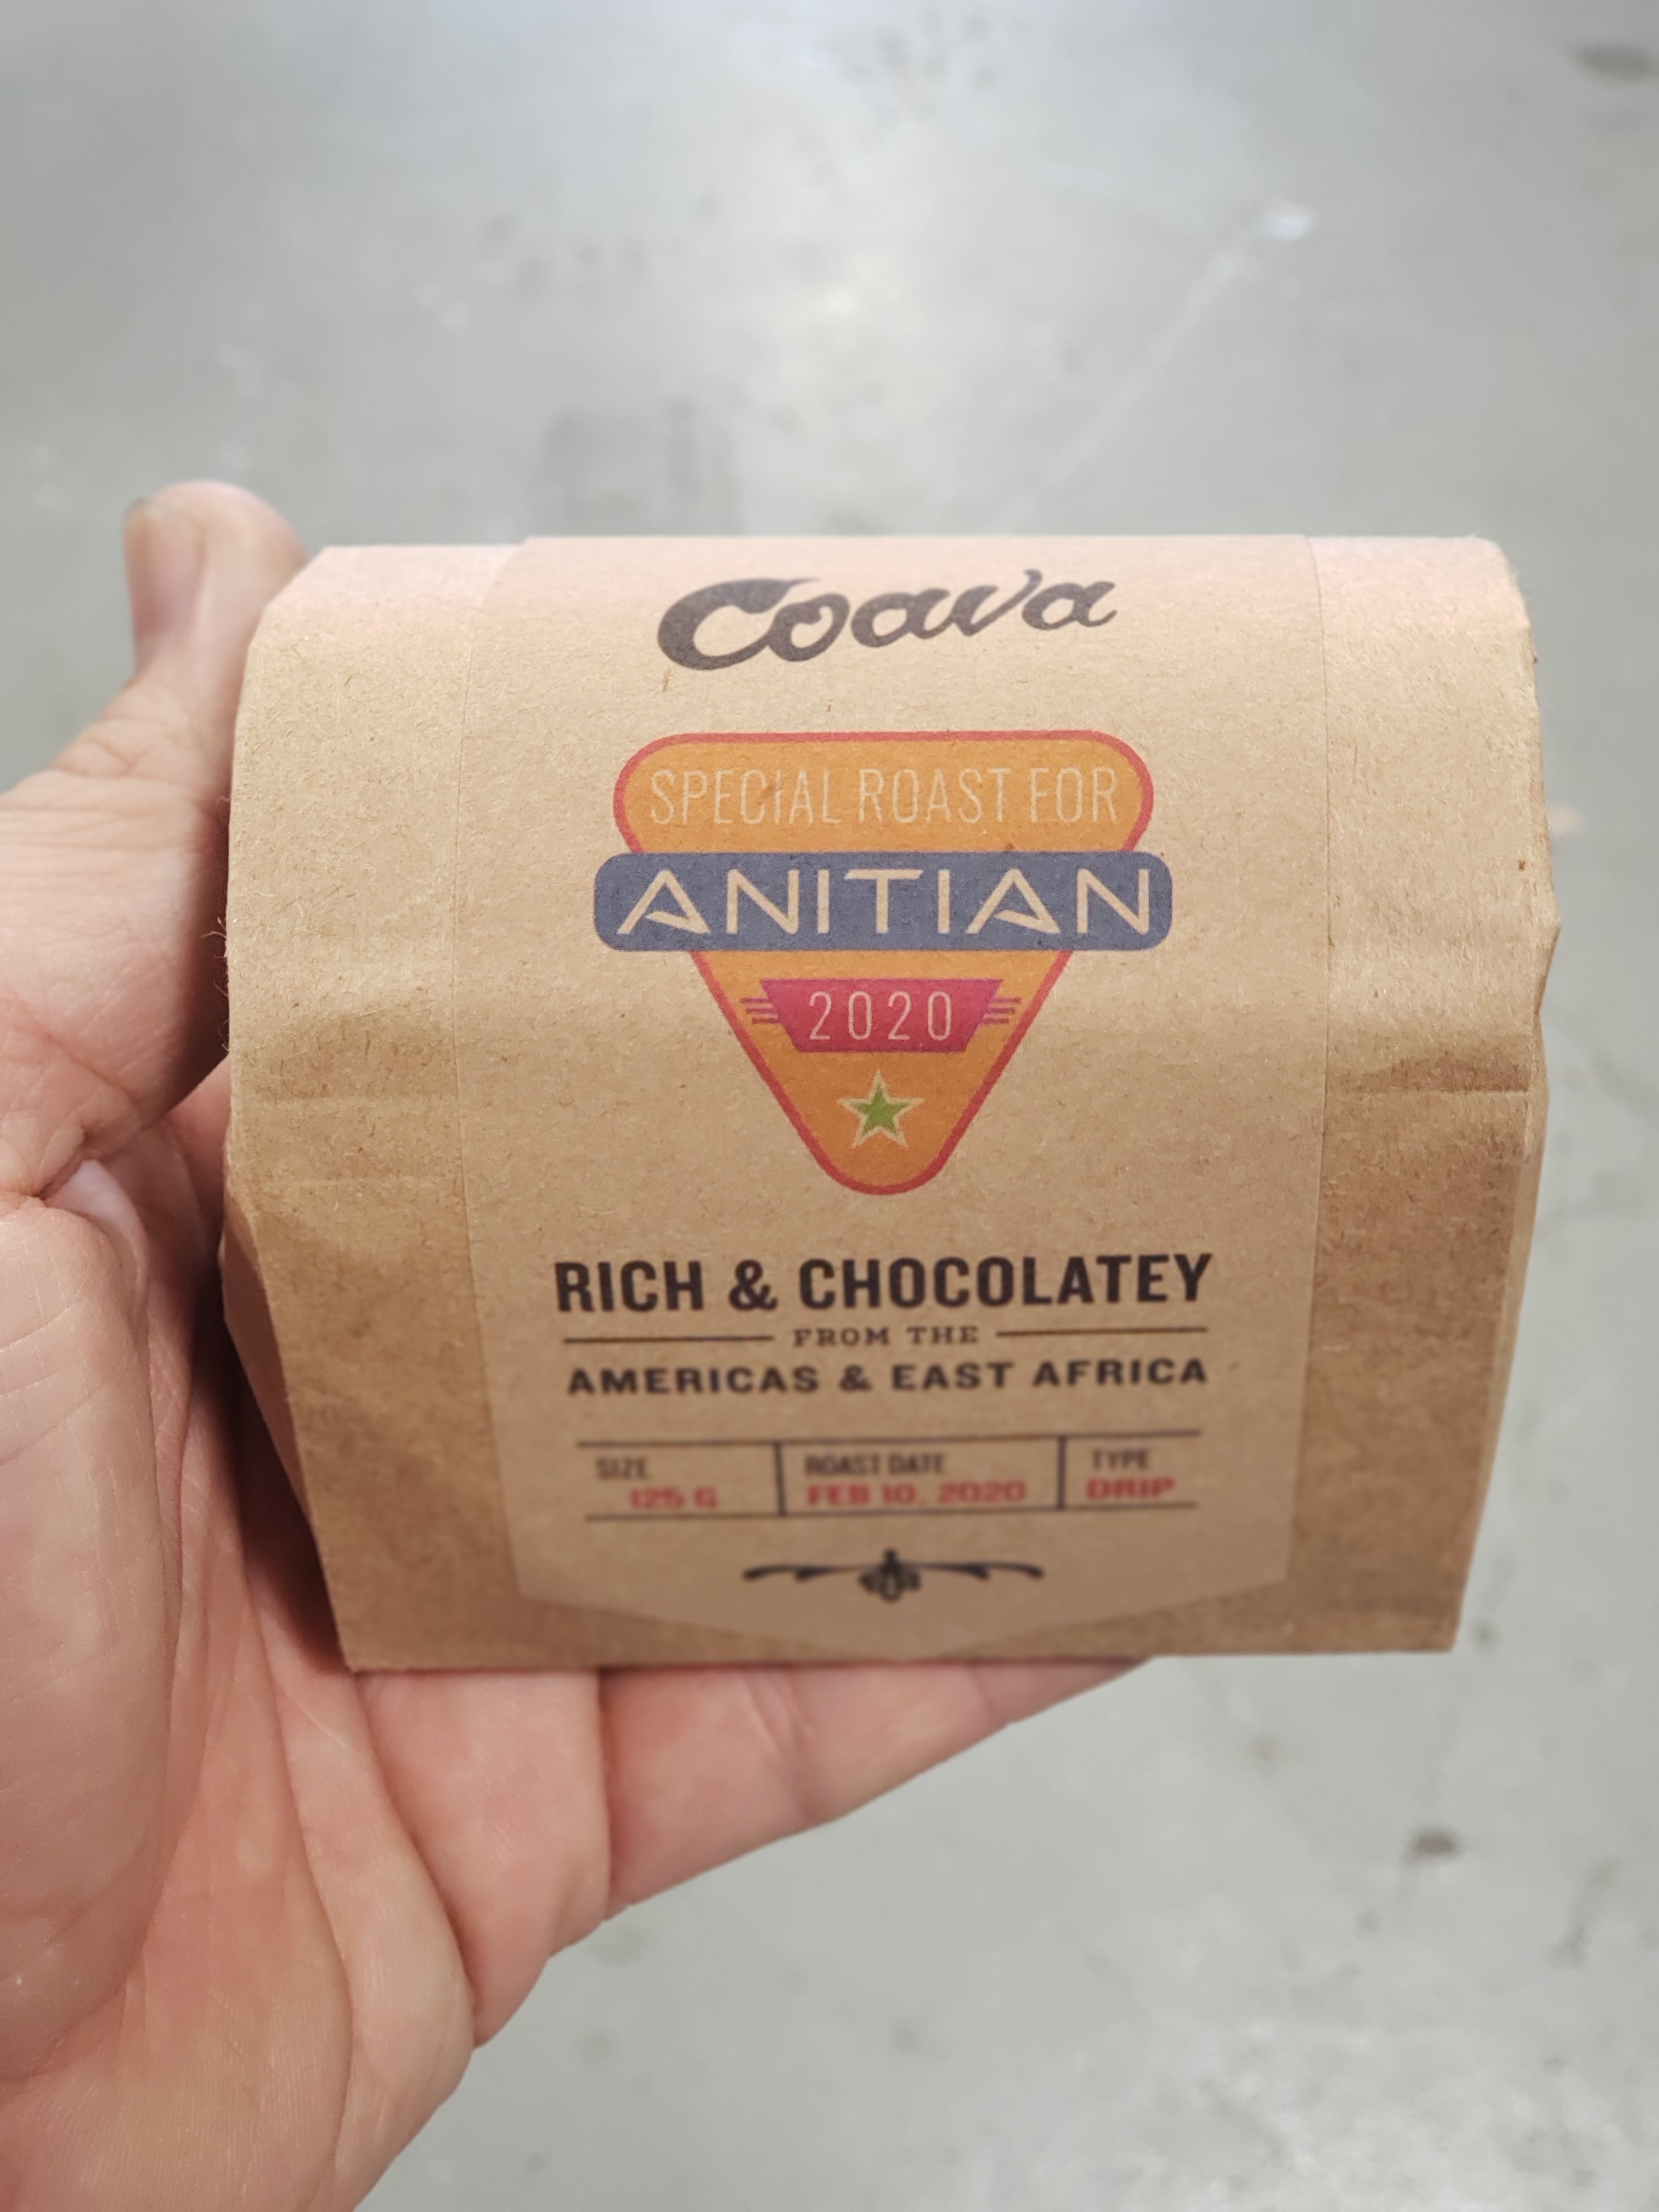 Coava
SPECIAL ROAST FOR
ANITIAN
2020
RICH & CHOCOLATEY
FROM THE
AMERICAS & EAST AFRICA
SIZE
125 G
ROAST DATE
FEB 10, 2020
TYPE
DRIP